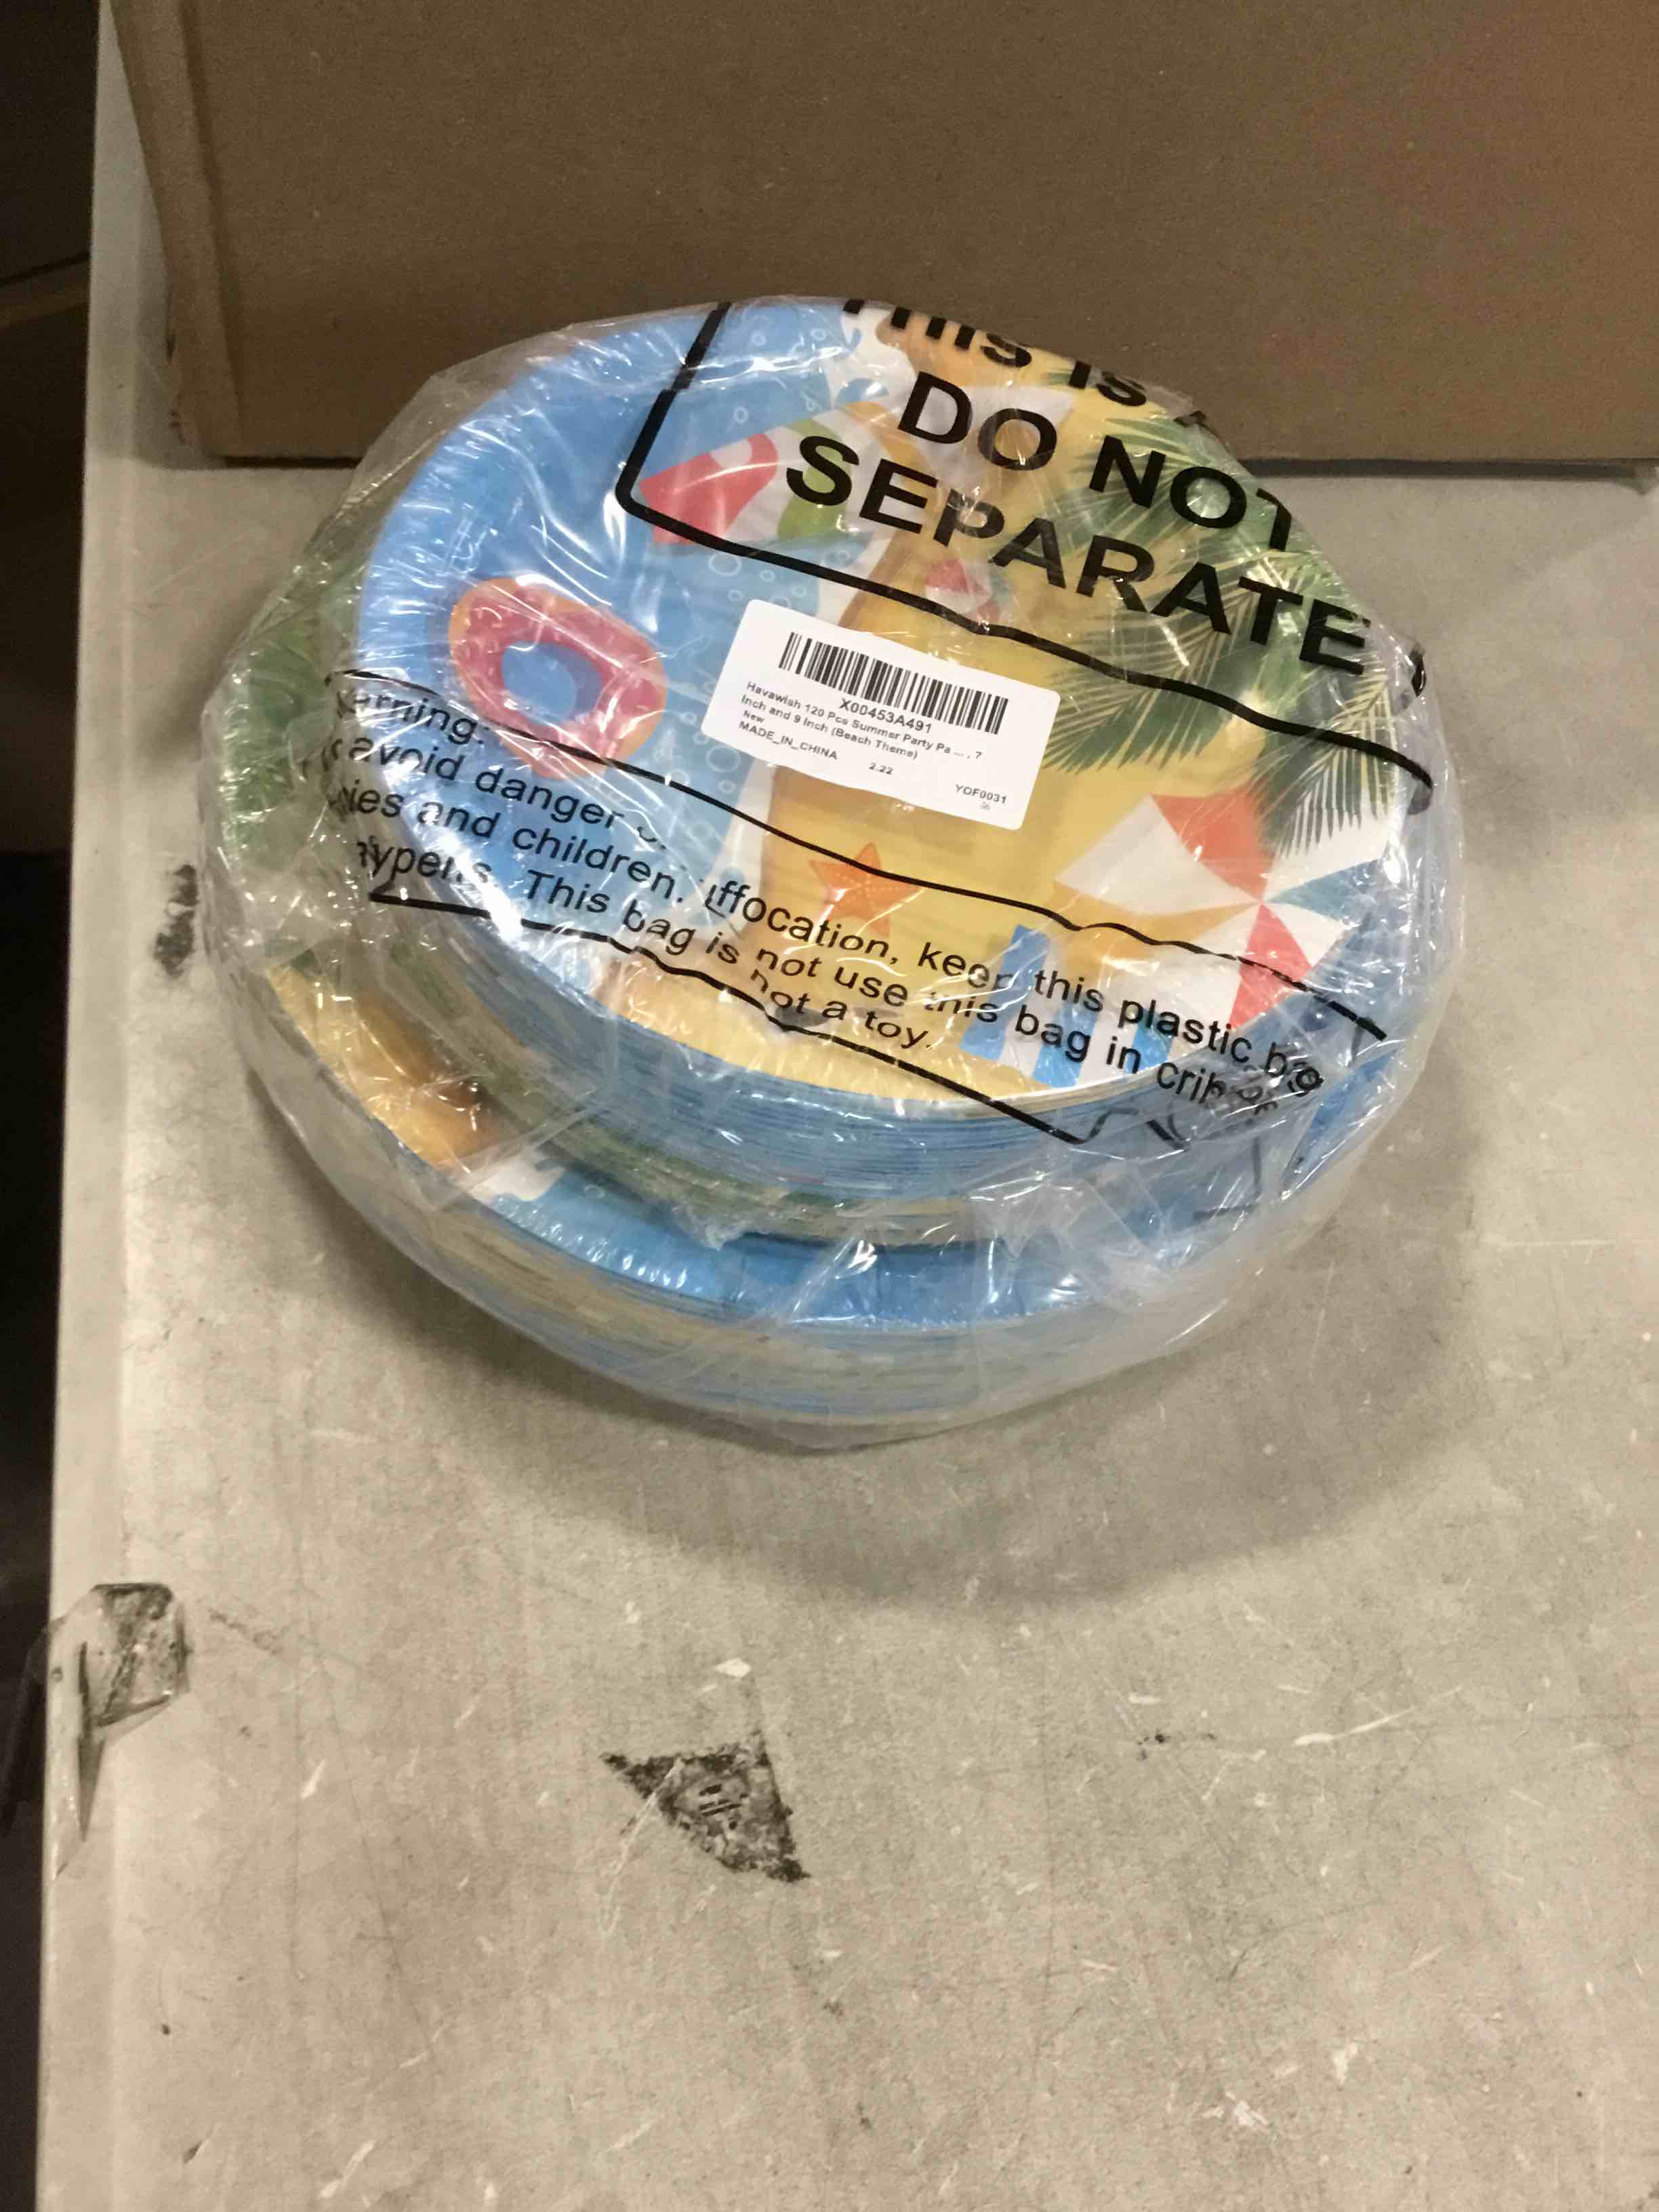 This is
DO NOT
SEPARATE
X00453A491
Havawish 120 Pcs Summer Party Pa ... , 7
Inch and 9 Inch (Beach Theme)
New
MADE_IN_CHINA 2.22
YOF0031
avoid danger
and children. ffocation, keep this plastic
This bag is not use this bag in
not a toy.